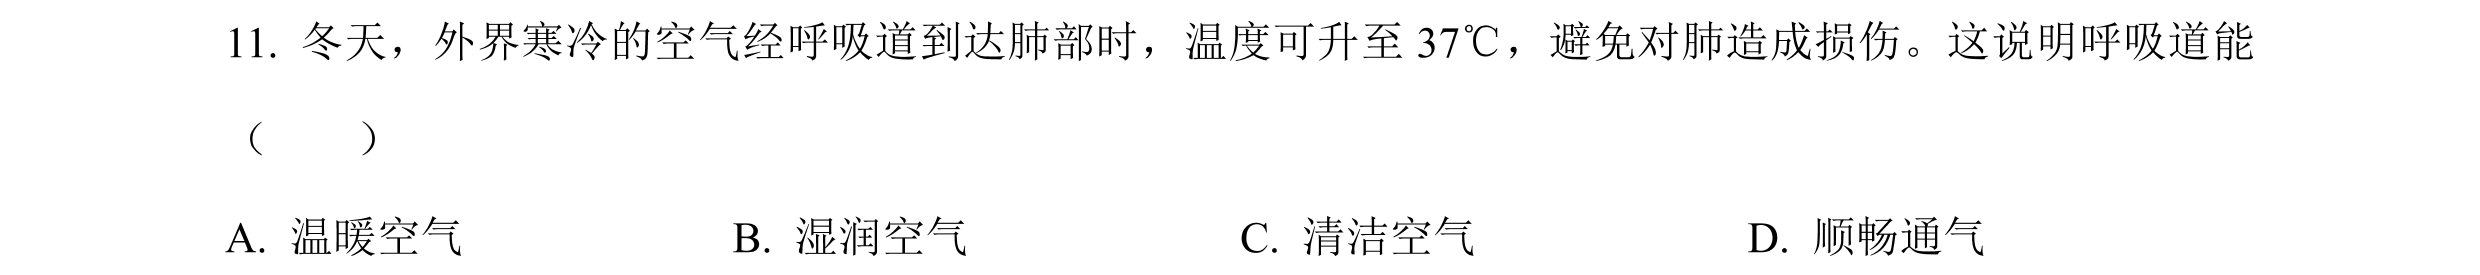 11. 冬天，外界寒冷的空气经呼吸道到达肺部时，温度可升至 37℃，避免对肺造成损伤。这说明呼吸道能
（　　）
A. 温暖空气 B. 湿润空气 C. 清洁空气 D. 顺畅通气